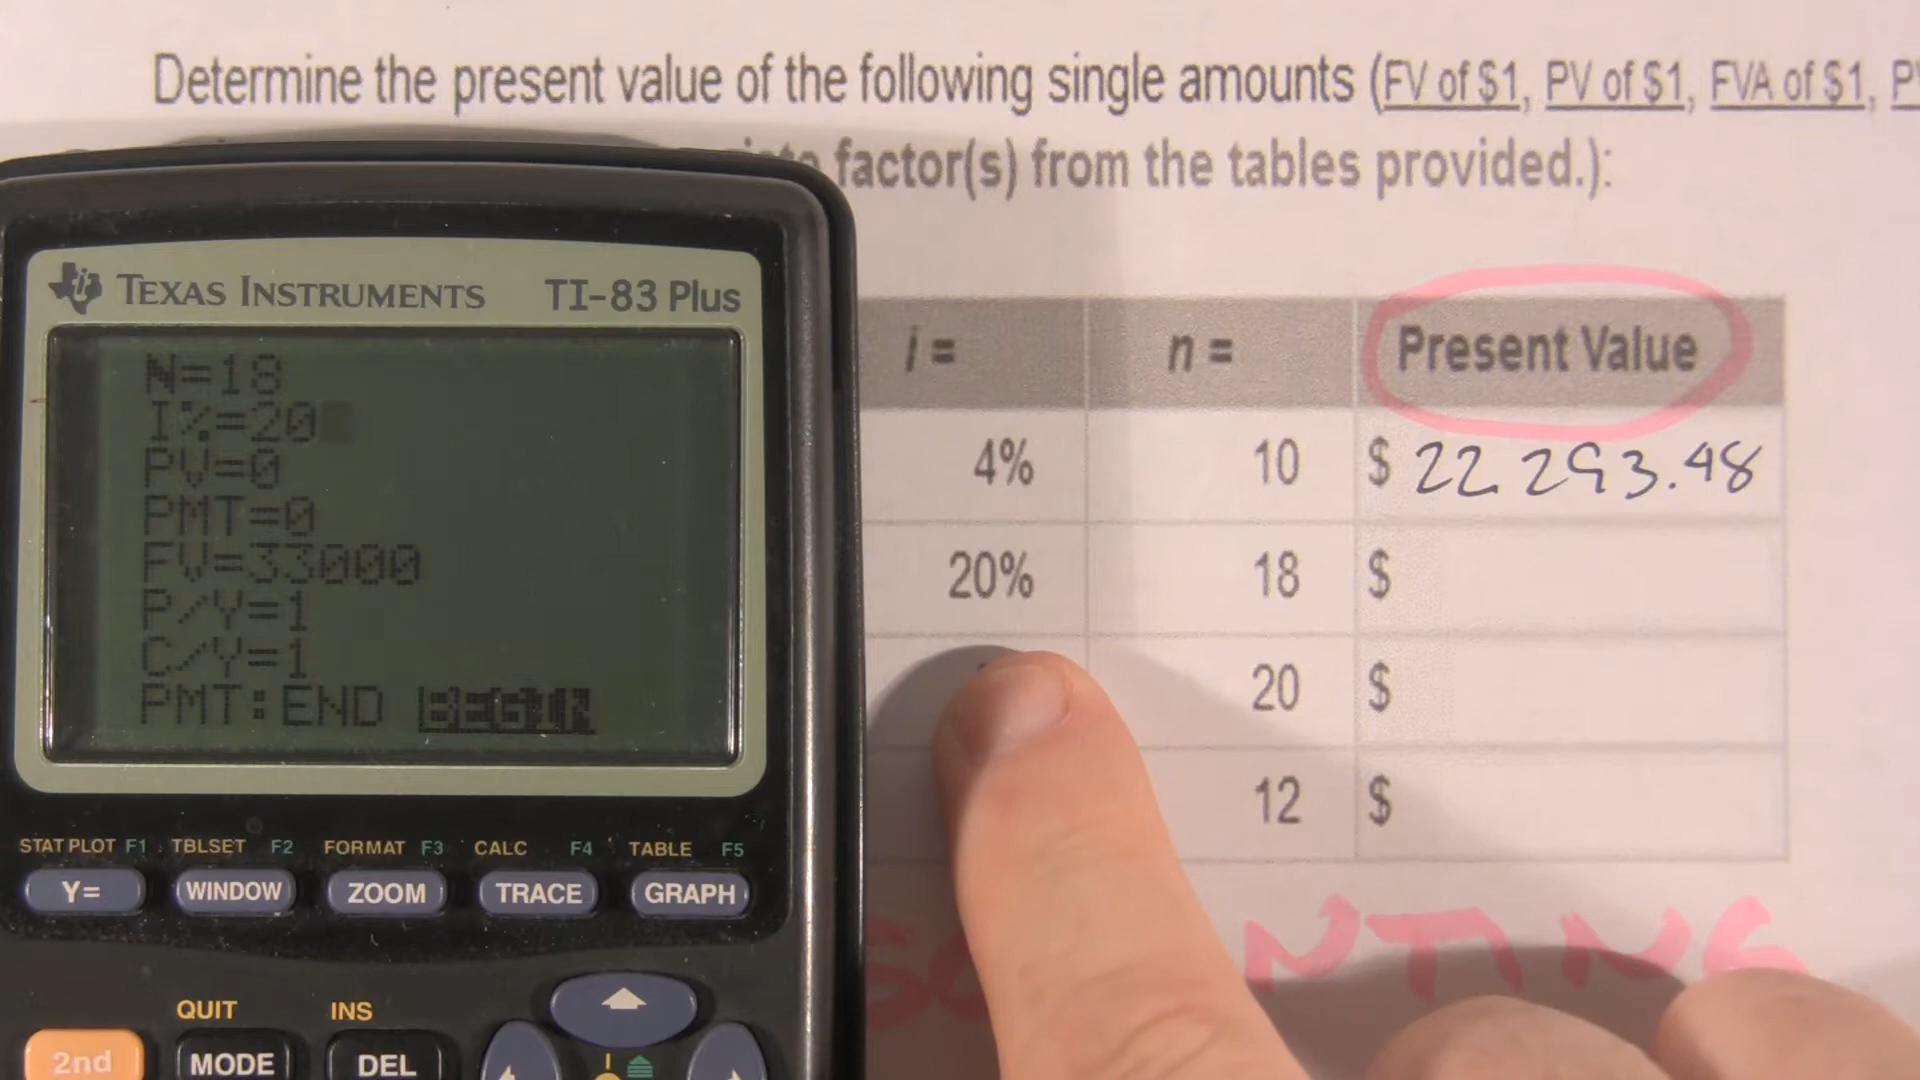 Determine the present value of the following single amounts (FV of $1, PV of $1, FVA of $1,
factor(s) from the tables provided.):
TEXAS INSTRUMENTS TI-83 Plus
N=18
I%=20
PV=0
PMT=0
FV=33000
P/Y=1
C/Y=1
PMT:END BEGIN
i = n = Present Value
4% 10 $ 22 293.48
20% 18 $
20 $
12 $
NTING
STAT PLOT F1 TBLSET F2 FORMAT F3 CALC F4 TABLE F5
Y= WINDOW ZOOM TRACE GRAPH
QUIT INS
2nd MODE DEL